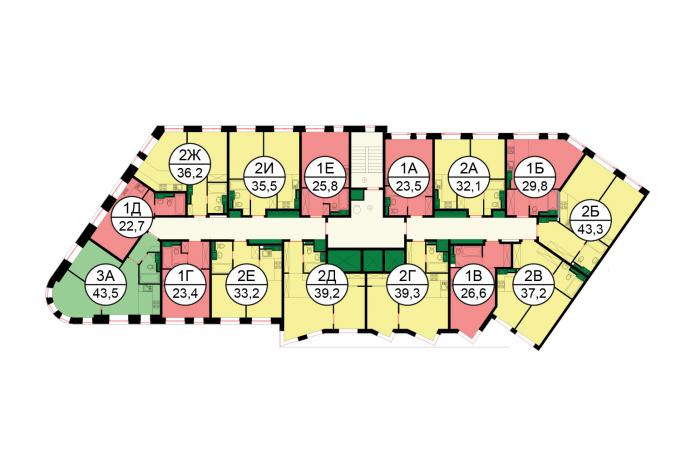 2Ж
36,2
2И
35,5
1Е
25,8
1А
23,5
2А
32,1
1Б
29,8
1Д
22,7
2Б
43,3
3А
43,5
1Г
23,4
2Е
33,2
2Д
39,2
2Г
39,3
1В
26,6
2В
37,2